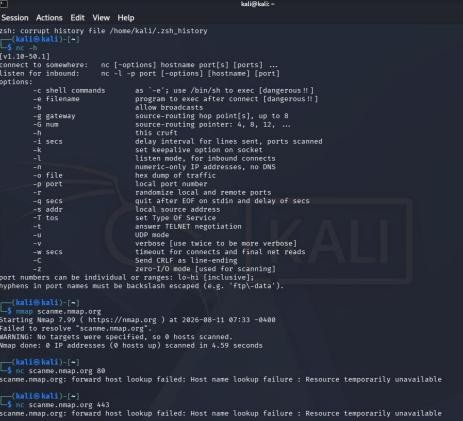 kali@kali: ~
Session Actions Edit View Help
zsh: corrupt history file /home/kali/.zsh_history
(kali㉿kali)-[~]
$ nc -h
[v1.10-50.1]
connect to somewhere: nc [-options] hostname port[s] [ports] ...
listen for inbound: nc -l -p port [-options] [hostname] [port]
options:
-c shell commands as `-e'; use /bin/sh to exec [dangerous!!]
-e filename program to exec after connect [dangerous!!]
-b allow broadcasts
-g gateway source-routing hop point[s], up to 8
-G num source-routing pointer: 4, 8, 12, ...
-h this cruft
-i secs delay interval for lines sent, ports scanned
-k set keepalive option on socket
-l listen mode, for inbound connects
-n numeric-only IP addresses, no DNS
-o file hex dump of traffic
-p port local port number
-r randomize local and remote ports
-q secs quit after EOF on stdin and delay of secs
-s addr local source address
-T tos set Type Of Service
-t answer TELNET negotiation
-u UDP mode
-v verbose [use twice to be more verbose]
-w secs timeout for connects and final net reads
-C Send CRLF as line-ending
-z zero-I/O mode [used for scanning]
port numbers can be individual or ranges: lo-hi [inclusive];
hyphens in port names must be backslash escaped (e.g. 'ftp\-data').
(kali㉿kali)-[~]
$ nmap scanme.nmap.org
Starting Nmap 7.99 ( https://nmap.org ) at 2026-08-11 07:33 -0400
Failed to resolve "scanme.nmap.org".
WARNING: No targets were specified, so 0 hosts scanned.
Nmap done: 0 IP addresses (0 hosts up) scanned in 4.59 seconds
(kali㉿kali)-[~]
$ nc scanme.nmap.org 80
scanme.nmap.org: forward host lookup failed: Host name lookup failure : Resource temporarily unavailable
(kali㉿kali)-[~]
$ nc scanme.nmap.org 443
scanme.nmap.org: forward host lookup failed: Host name lookup failure : Resource temporarily unavailable
KALI